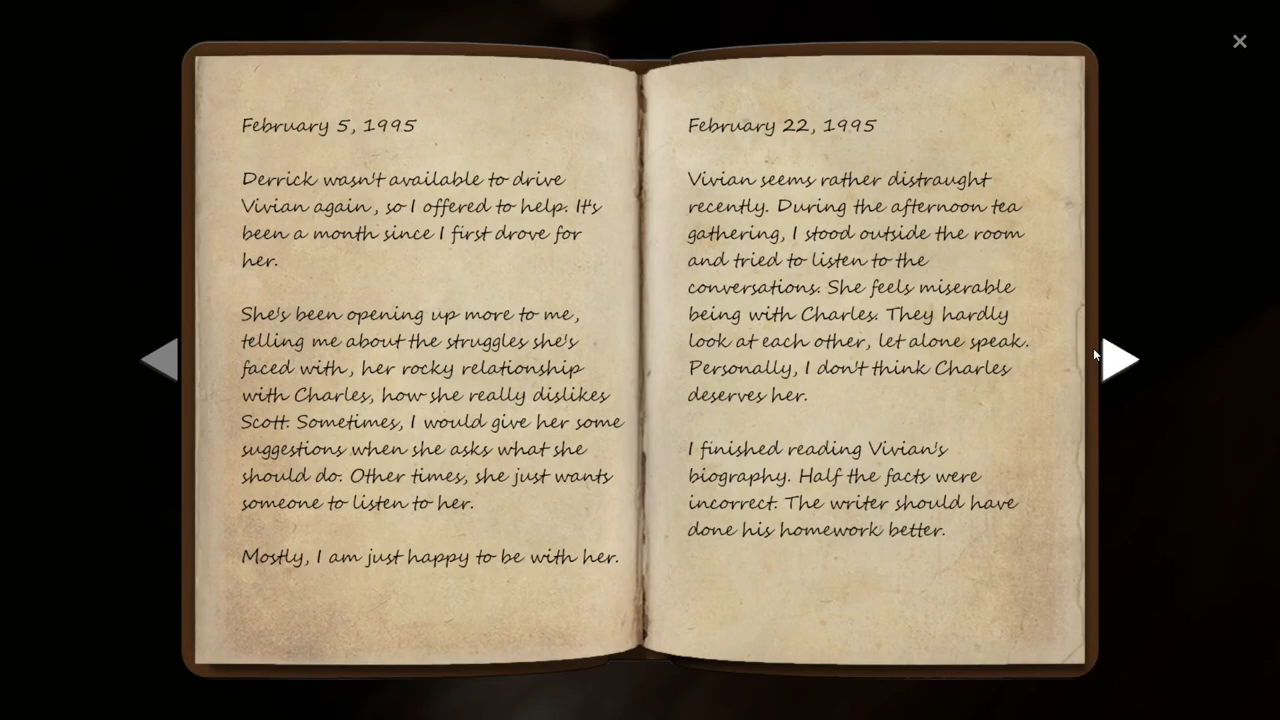 February 5, 1995
Derrick wasn't available to drive
Vivian again, so I offered to help. It's
been a month since I first drove for
her.
She's been opening up more to me,
telling me about the struggles she's
faced with, her rocky relationship
with Charles, how she really dislikes
Scott. Sometimes, I would give her some
suggestions when she asks what she
should do. Other times, she just wants
someone to listen to her.
Mostly, I am just happy to be with her.
February 22, 1995
Vivian seems rather distraught
recently. During the afternoon tea
gathering, I stood outside the room
and tried to listen to the
conversations. She feels miserable
being with Charles. They hardly
look at each other, let alone speak.
Personally, I don't think Charles
deserves her.
I finished reading Vivian's
biography. Half the facts were
incorrect. The writer should have
done his homework better.